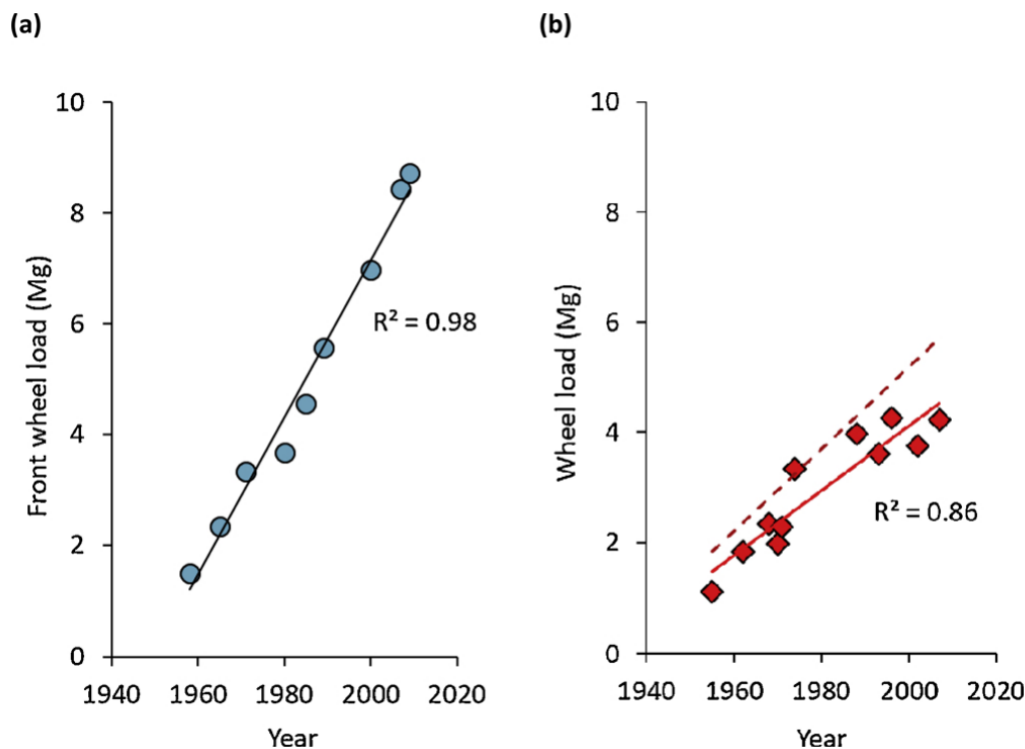 (a)
10
8
6
4
2
0
Front wheel load (Mg)
R² = 0.98
1940 1960 1980 2000 2020
Year
(b)
10
8
6
4
2
0
Wheel load (Mg)
R² = 0.86
1940 1960 1980 2000 2020
Year